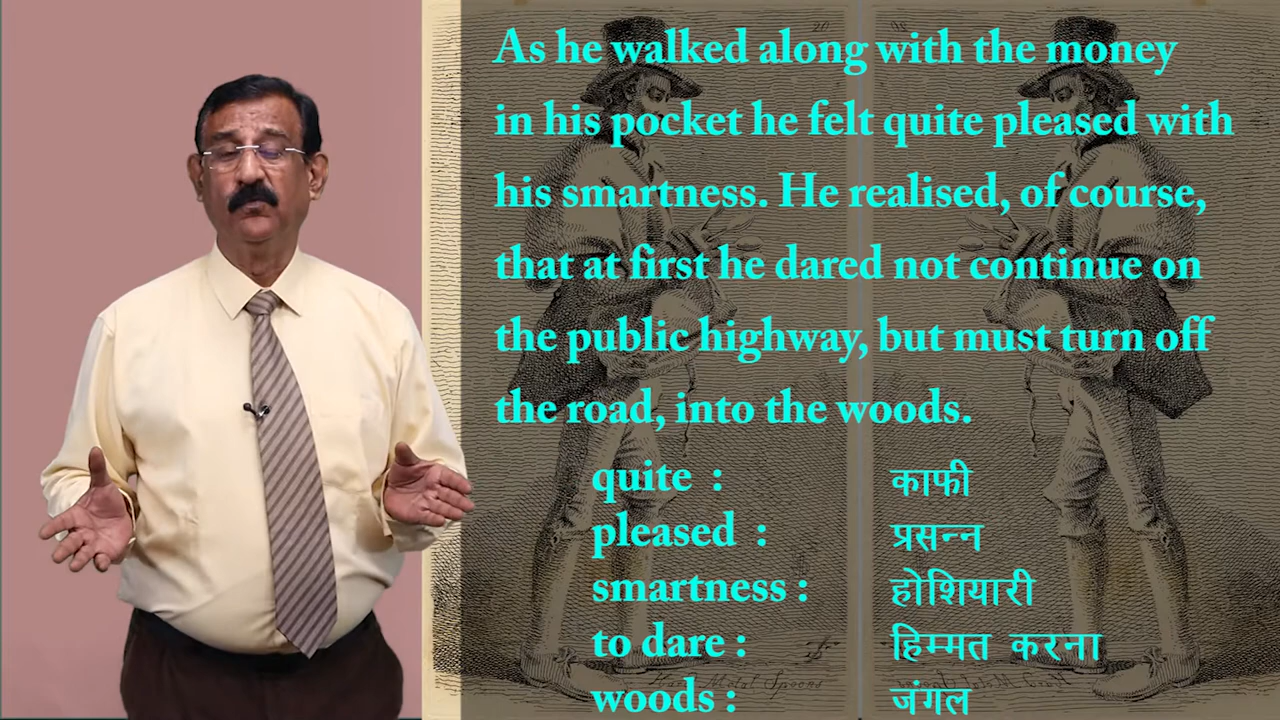 As he walked along with the money
in his pocket he felt quite pleased with
his smartness. He realised, of course,
that at first he dared not continue on
the public highway, but must turn off
the road, into the woods.
quite : काफी
pleased : प्रसन्न
smartness : होशियारी
to dare : हिम्मत करना
woods : जंगल